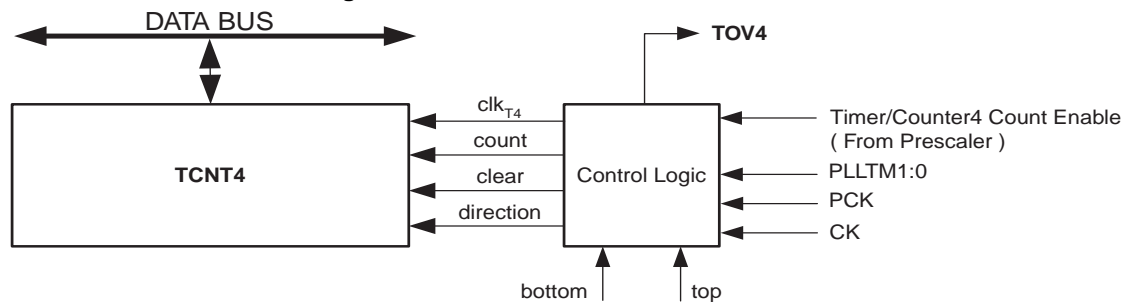 DATA BUS
TOV4
clkT4
count
clear
direction
TCNT4
Control Logic
Timer/Counter4 Count Enable
( From Prescaler )
PLLTM1:0
PCK
CK
bottom
top